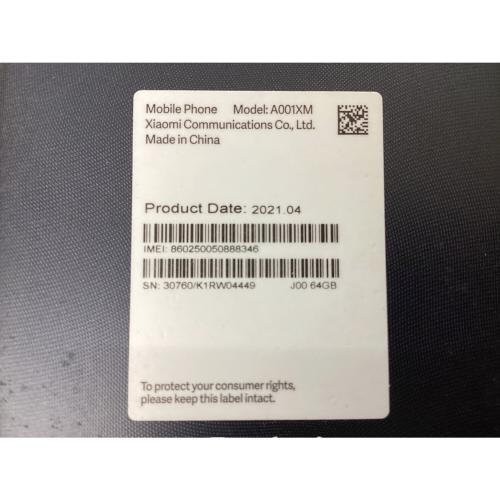 Mobile Phone Model: A001XM
Xiaomi Communications Co., Ltd.
Made in China
Product Date: 2021.04
IMEI: 860250050888346
SN: 30760/K1RW04449 J00 64GB
To protect your consumer rights,
please keep this label intact.